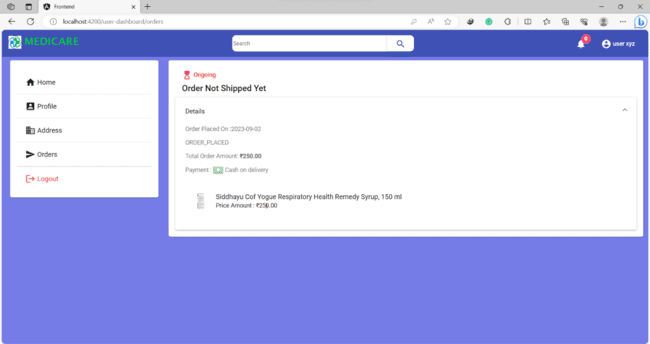 Frontend
localhost:4200/user-dashboard/orders
MEDICARE
Search
6
user xyz
Home
Profile
Address
Orders
Logout
Ongoing
Order Not Shipped Yet
Details
Order Placed On :2023-09-02
ORDER_PLACED
Total Order Amount: ₹250.00
Payment : Cash on delivery
Siddhayu Cof Yogue Respiratory Health Remedy Syrup, 150 ml
Price Amount : ₹250.00